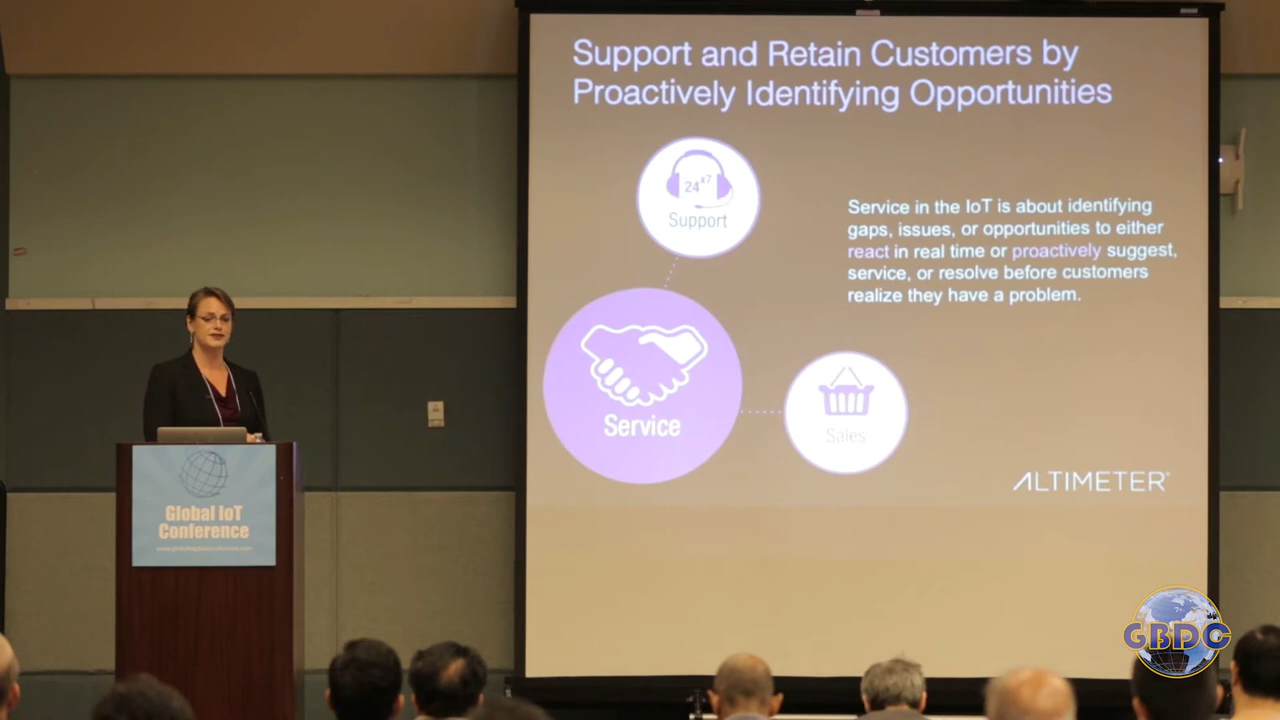 Support and Retain Customers by
Proactively Identifying Opportunities
24x7
Support
Service in the IoT is about identifying
gaps, issues, or opportunities to either
react in real time or proactively suggest,
service, or resolve before customers
realize they have a problem.
Service
Sales
ALTIMETER®
Global IoT
Conference
GBDC